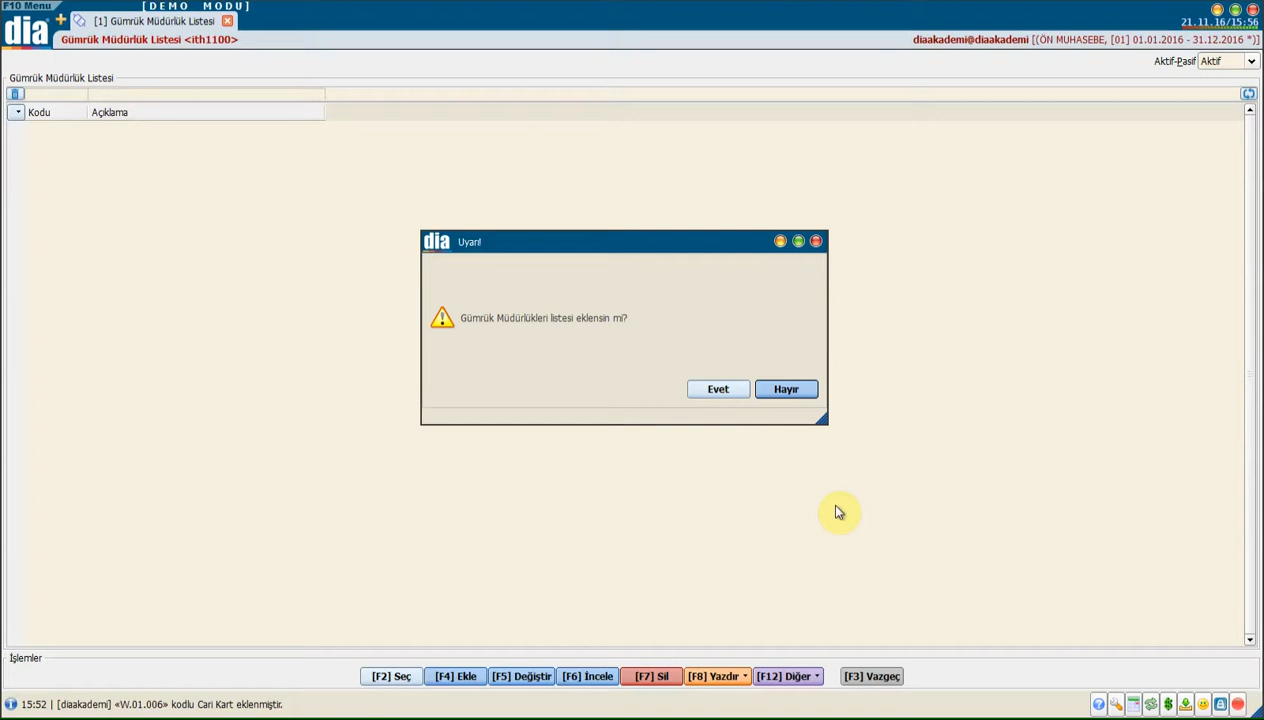 F10 Menu
[ D E M O   M O D U ]
dia
[1] Gümrük Müdürlük Listesi
21.11.16/15:56
Gümrük Müdürlük Listesi <ith1100>
diaakademi@diaakademi [(ÖN MUHASEBE, [01] 01.01.2016 - 31.12.2016 *)]
Aktif-Pasif Aktif
Gümrük Müdürlük Listesi
Kodu Açıklama
dia Uyarı!
Gümrük Müdürlükleri listesi eklensin mi?
Evet Hayır
İşlemler
[F2] Seç [F4] Ekle [F5] Değiştir [F6] İncele [F7] Sil [F8] Yazdır [F12] Diğer [F3] Vazgeç
15:52 | [diaakademi] «W.01.006» kodlu Cari Kart eklenmiştir.